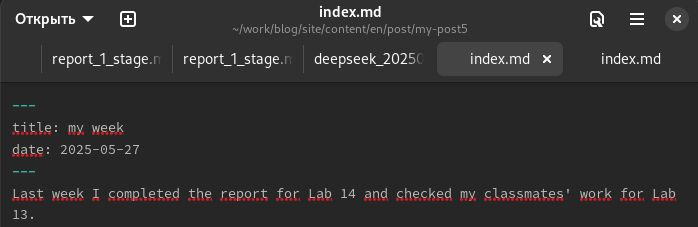 Открыть
index.md
~/work/blog/site/content/en/post/my-post5
report_1_stage.m
report_1_stage.m
deepseek_20250
index.md
index.md
---
title: my week
date: 2025-05-27
---
Last week I completed the report for Lab 14 and checked my classmates' work for Lab
13.